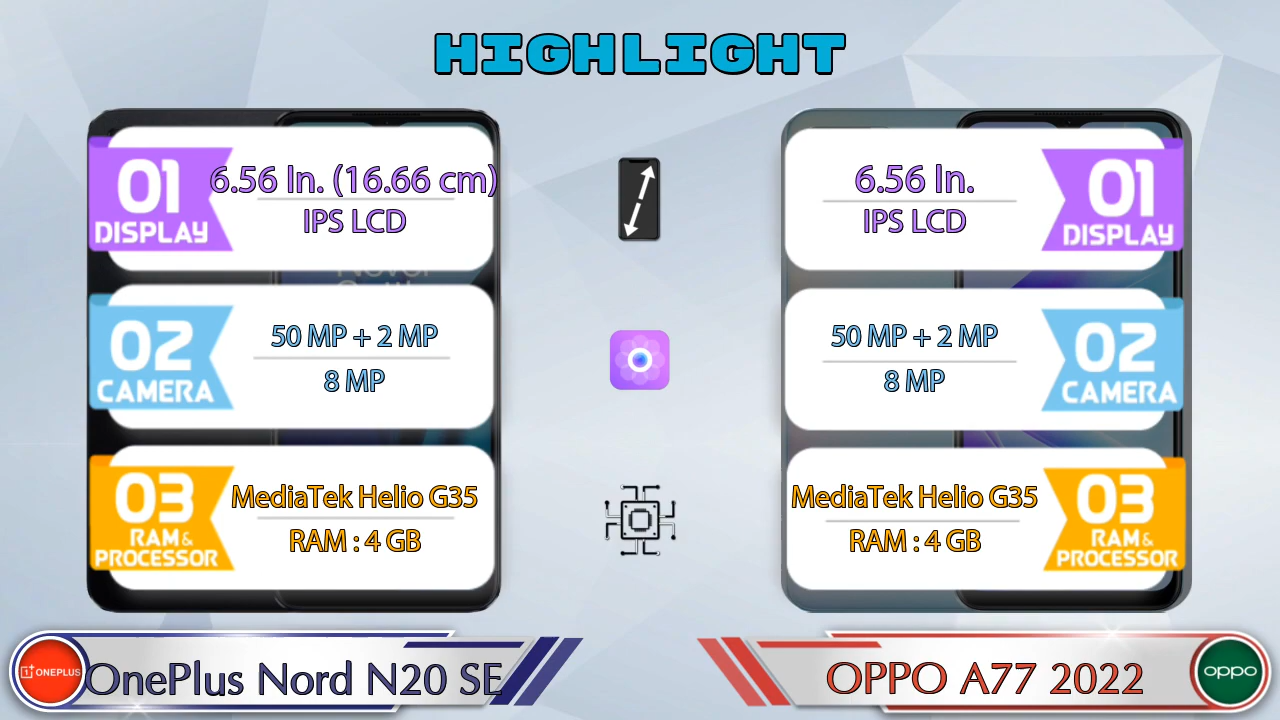 HIGHLIGHT
01
DISPLAY
6.56 In. (16.66 cm)
IPS LCD
02
CAMERA
50 MP + 2 MP
8 MP
03
RAM &
PROCESSOR
MediaTek Helio G35
RAM : 4 GB
6.56 In.
IPS LCD
01
DISPLAY
50 MP + 2 MP
8 MP
02
CAMERA
MediaTek Helio G35
RAM : 4 GB
03
RAM &
PROCESSOR
1+ ONEPLUS
OnePlus Nord N20 SE
OPPO A77 2022
oppo